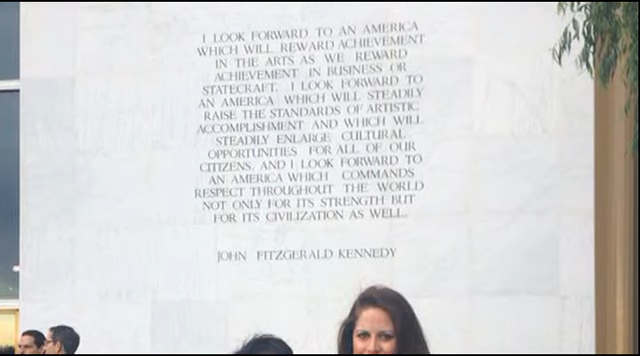 I LOOK FORWARD TO AN AMERICA
WHICH WILL REWARD ACHIEVEMENT
IN THE ARTS AS WE REWARD
ACHIEVEMENT IN BUSINESS OR
STATECRAFT. I LOOK FORWARD TO
AN AMERICA WHICH WILL STEADILY
RAISE THE STANDARDS OF ARTISTIC
ACCOMPLISHMENT AND WHICH WILL
STEADILY ENLARGE CULTURAL
OPPORTUNITIES FOR ALL OF OUR
CITIZENS. AND I LOOK FORWARD TO
AN AMERICA WHICH COMMANDS
RESPECT THROUGHOUT THE WORLD
NOT ONLY FOR ITS STRENGTH BUT
FOR ITS CIVILIZATION AS WELL.
JOHN FITZGERALD KENNEDY